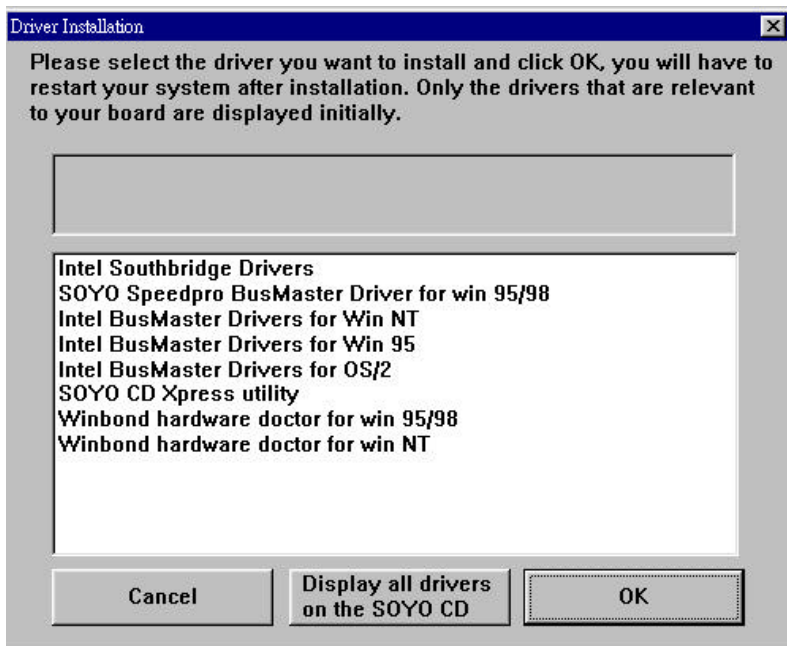 Driver Installation
Please select the driver you want to install and click OK, you will have to
restart your system after installation. Only the drivers that are relevant
to your board are displayed initially.
Intel Southbridge Drivers
SOYO Speedpro BusMaster Driver for win 95/98
Intel BusMaster Drivers for Win NT
Intel BusMaster Drivers for Win 95
Intel BusMaster Drivers for OS/2
SOYO CD Xpress utility
Winbond hardware doctor for win 95/98
Winbond hardware doctor for win NT
Cancel
Display all drivers
on the SOYO CD
OK